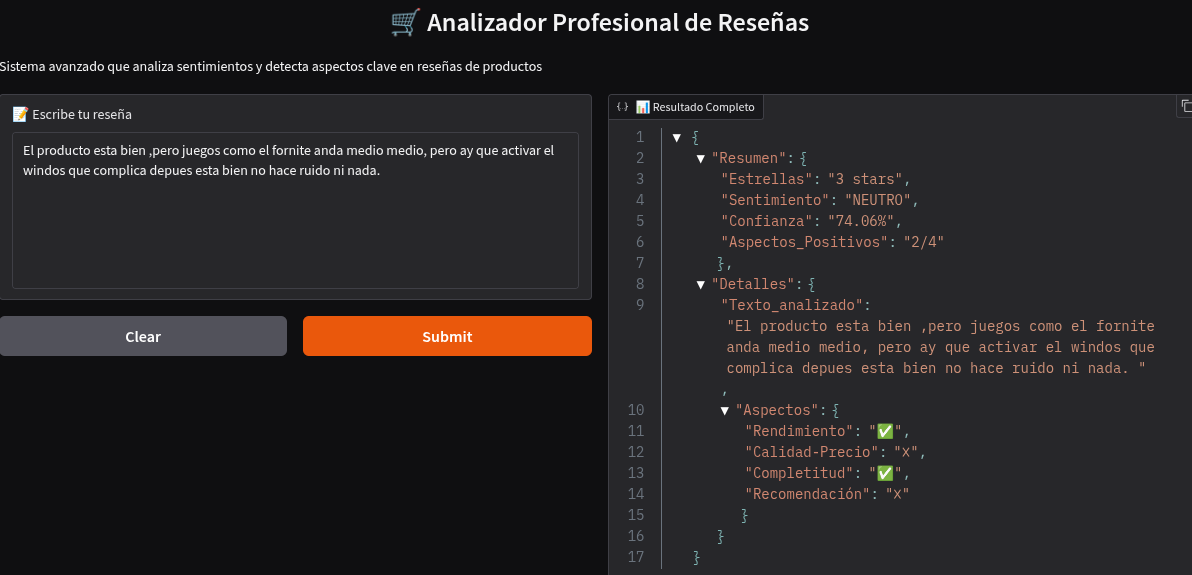 🛒 Analizador Profesional de Reseñas
Sistema avanzado que analiza sentimientos y detecta aspectos clave en reseñas de productos
📝 Escribe tu reseña
El producto esta bien ,pero juegos como el fornite anda medio medio, pero ay que activar el
windos que complica depues esta bien no hace ruido ni nada.
Clear
Submit
{} 📊 Resultado Completo
1 ▼ {
2 ▼ "Resumen": {
3 "Estrellas": "3 stars",
4 "Sentimiento": "NEUTRO",
5 "Confianza": "74.06%",
6 "Aspectos_Positivos": "2/4"
7 },
8 ▼ "Detalles": {
9 "Texto_analizado":
"El producto esta bien ,pero juegos como el fornite
anda medio medio, pero ay que activar el windos que
complica depues esta bien no hace ruido ni nada. "
,
10 ▼ "Aspectos": {
11 "Rendimiento": "✅",
12 "Calidad-Precio": "✗",
13 "Completitud": "✅",
14 "Recomendación": "✗"
15 }
16 }
17 }